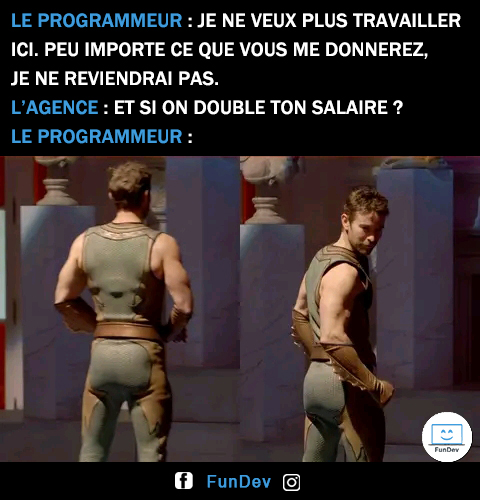 LE PROGRAMMEUR : JE NE VEUX PLUS TRAVAILLER
ICI. PEU IMPORTE CE QUE VOUS ME DONNEREZ,
JE NE REVIENDRAI PAS.
L'AGENCE : ET SI ON DOUBLE TON SALAIRE ?
LE PROGRAMMEUR :
FunDev
FunDev